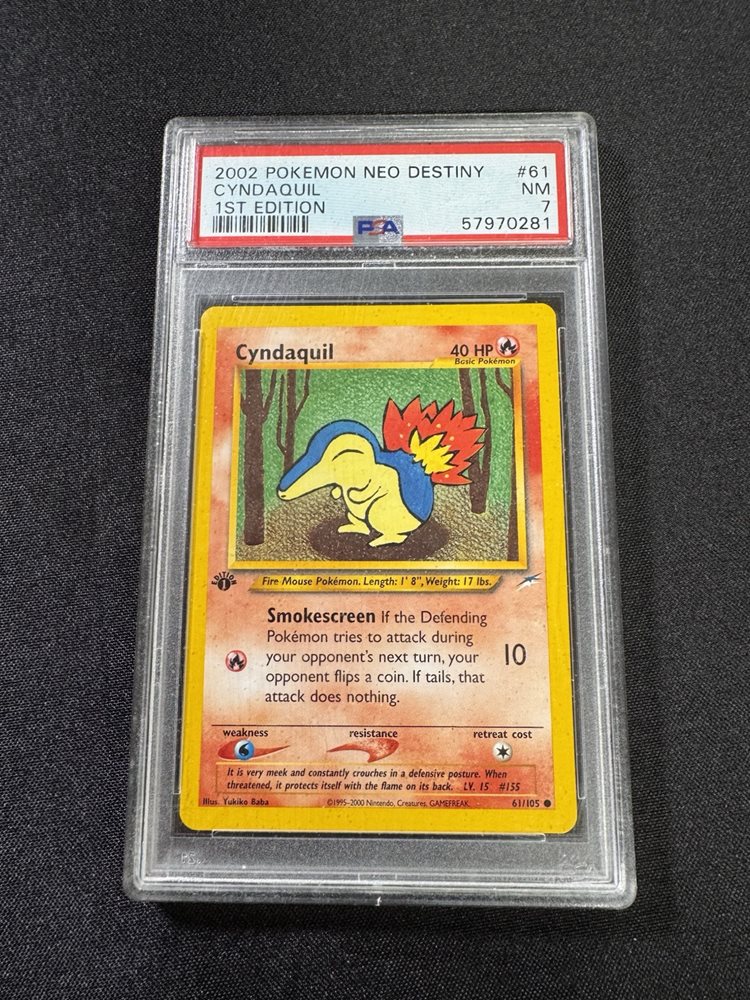 2002 POKEMON NEO DESTINY #61
CYNDAQUIL NM
1ST EDITION 7
PSA 57970281
Cyndaquil 40 HP
Basic Pokémon
EDITION 1
Fire Mouse Pokémon. Length: 1' 8", Weight: 17 lbs.
Smokescreen If the Defending
Pokémon tries to attack during
your opponent's next turn, your 10
opponent flips a coin. If tails, that
attack does nothing.
weakness resistance retreat cost
It is very meek and constantly crouches in a defensive posture. When
threatened, it protects itself with the flame on its back. LV. 15 #155
Illus. Yukiko Baba ©1995-2000 Nintendo, Creatures, GAMEFREAK. 61/105